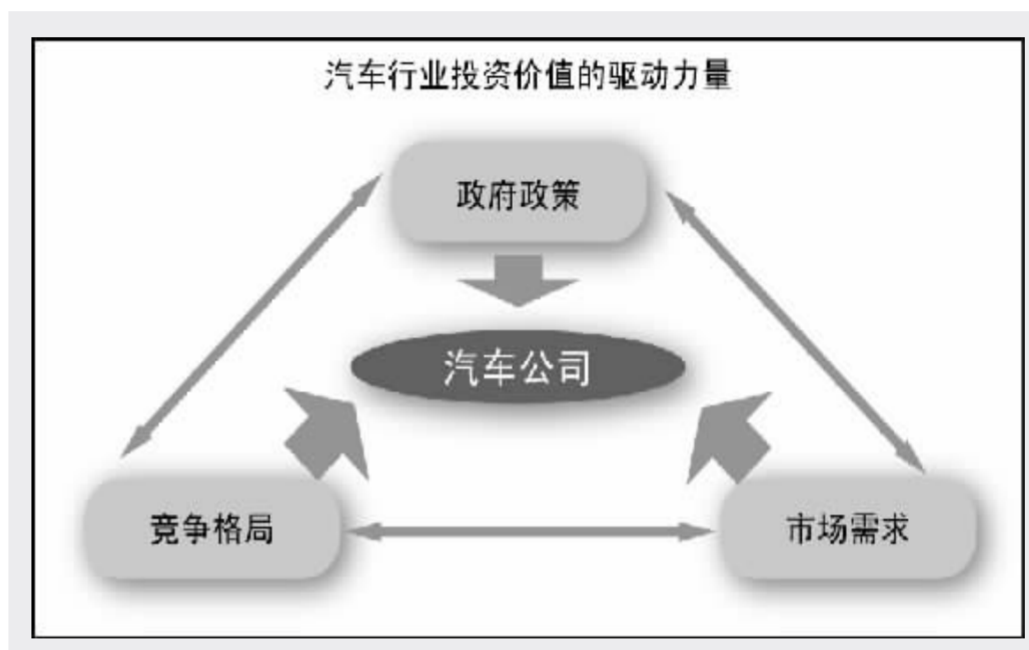 汽车行业投资价值的驱动力量
政府政策
汽车公司
竞争格局
市场需求